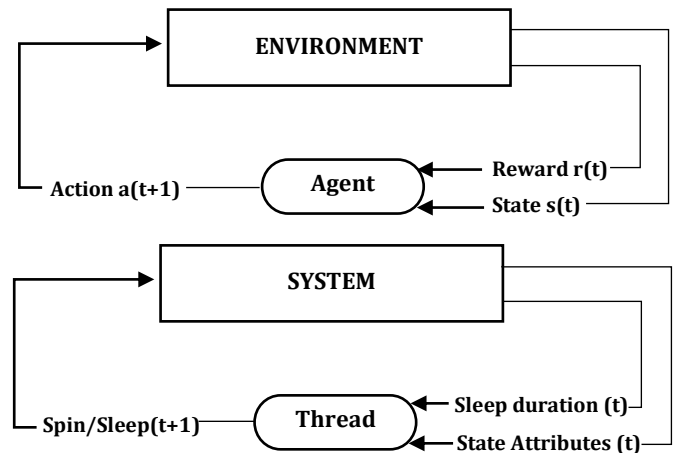 ENVIRONMENT
Reward r(t)
Action a(t+1)
Agent
State s(t)
SYSTEM
Sleep duration (t)
Spin/Sleep(t+1)
Thread
State Attributes (t)